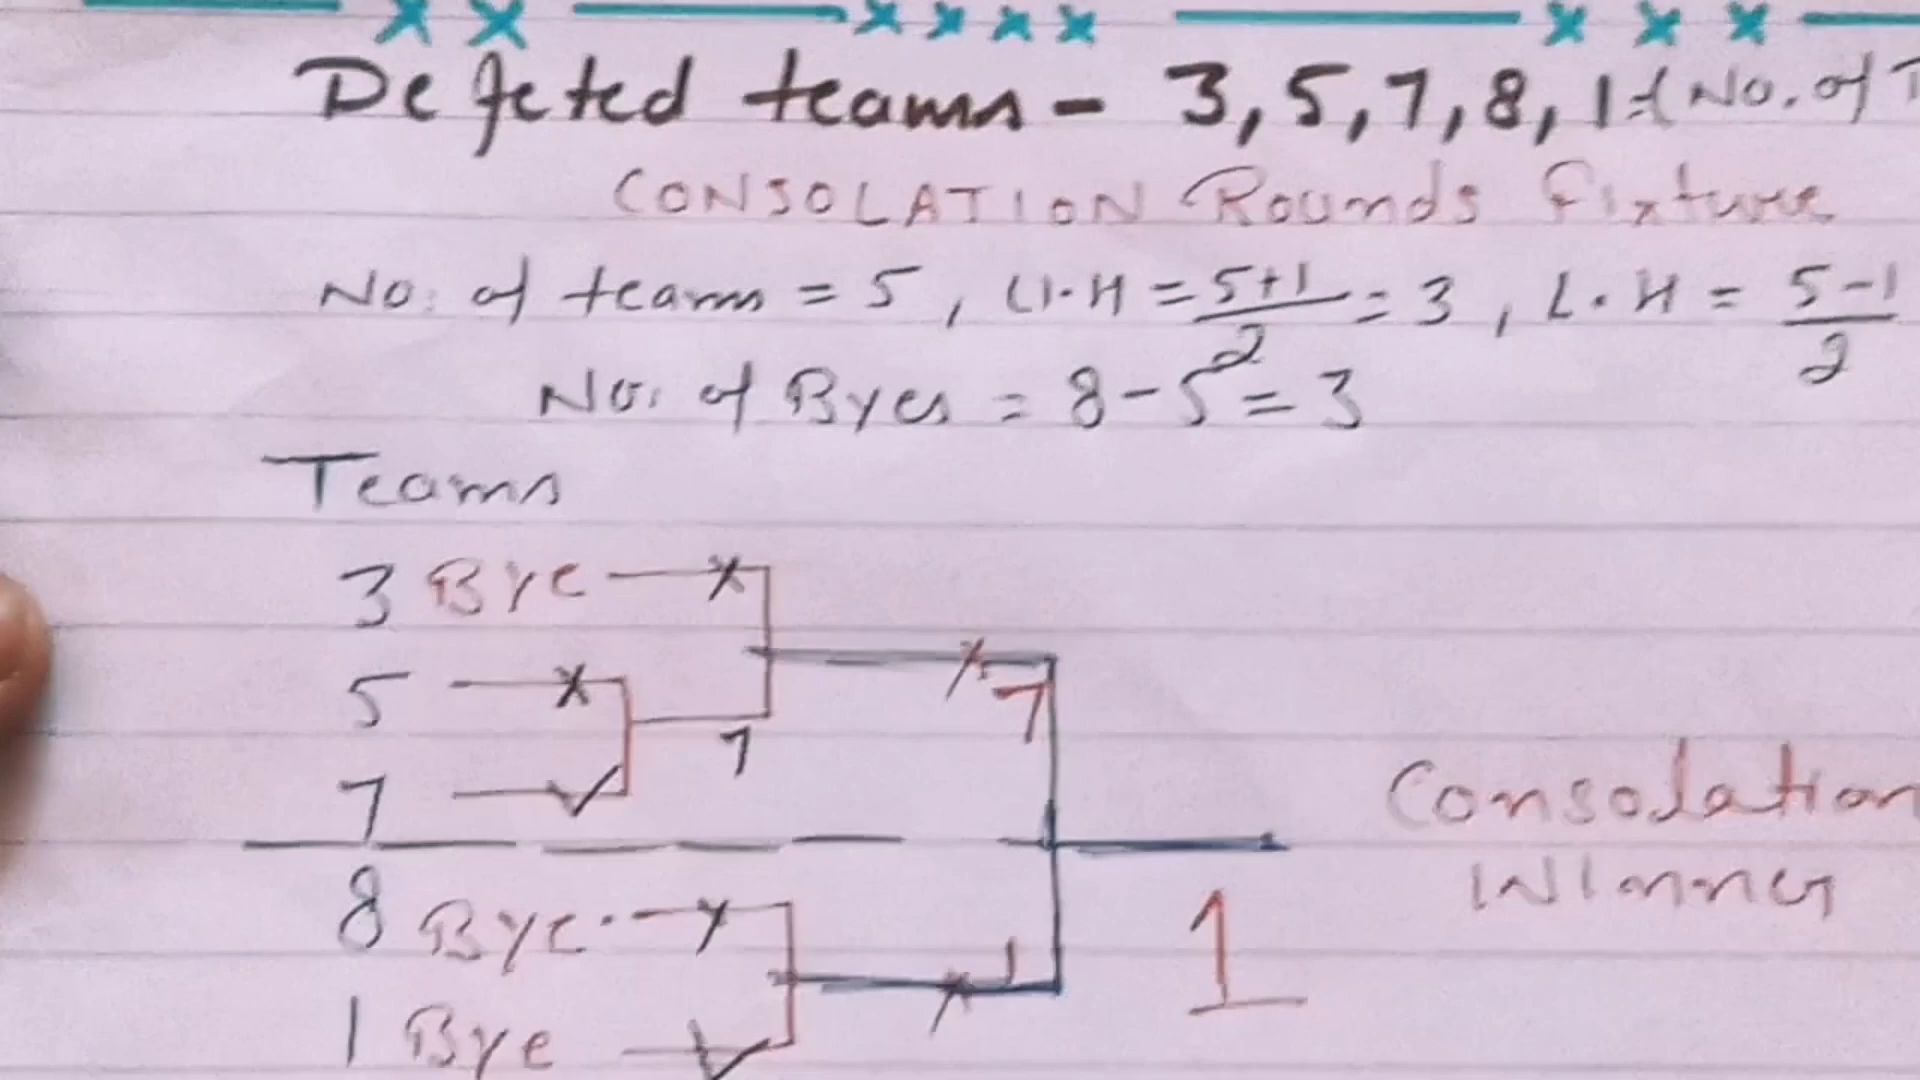 Defeted teams - 3, 5, 7, 8, 1 = (No. of T
CONSOLATION Rounds Fixture
No. of teams = 5, U.H = 5+1/2 = 3, L.H = 5-1/2
No. of Byes = 8-5 = 3
Teams
3 Bye
5
7
7
7
8 Bye
1
1 Bye
1
Consolation
Winner